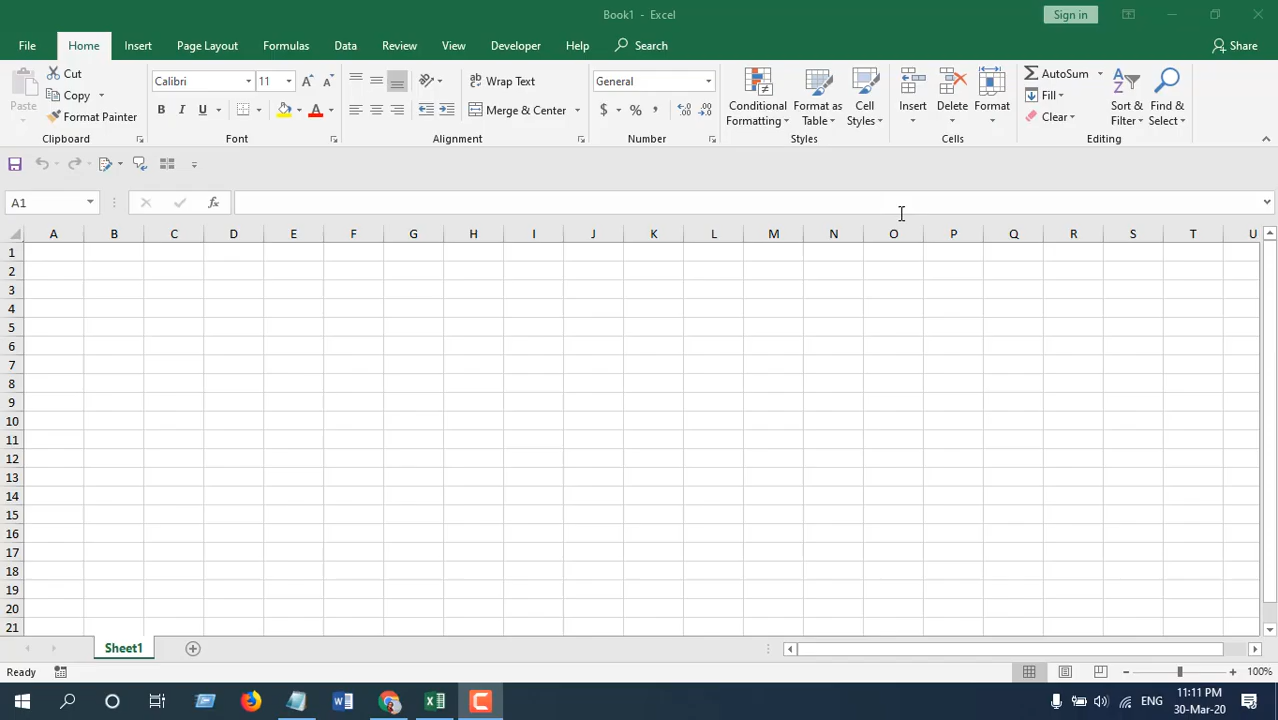 Book1 - Excel
Sign in
File Home Insert Page Layout Formulas Data Review View Developer Help Search Share
Paste
Cut
Copy
Format Painter
Clipboard
Calibri 11
B I U A
Font
Wrap Text
Merge & Center
Alignment
General
$ % ,
Number
Conditional Formatting
Format as Table
Cell Styles
Styles
Insert
Delete
Format
Cells
AutoSum
Fill
Clear
Sort & Filter
Find & Select
Editing
A1 fx
A B C D E F G H I J K L M N O P Q R S T U
1
2
3
4
5
6
7
8
9
10
11
12
13
14
15
16
17
18
19
20
21
Sheet1
Ready 100%
ENG
11:11 PM
30-Mar-20